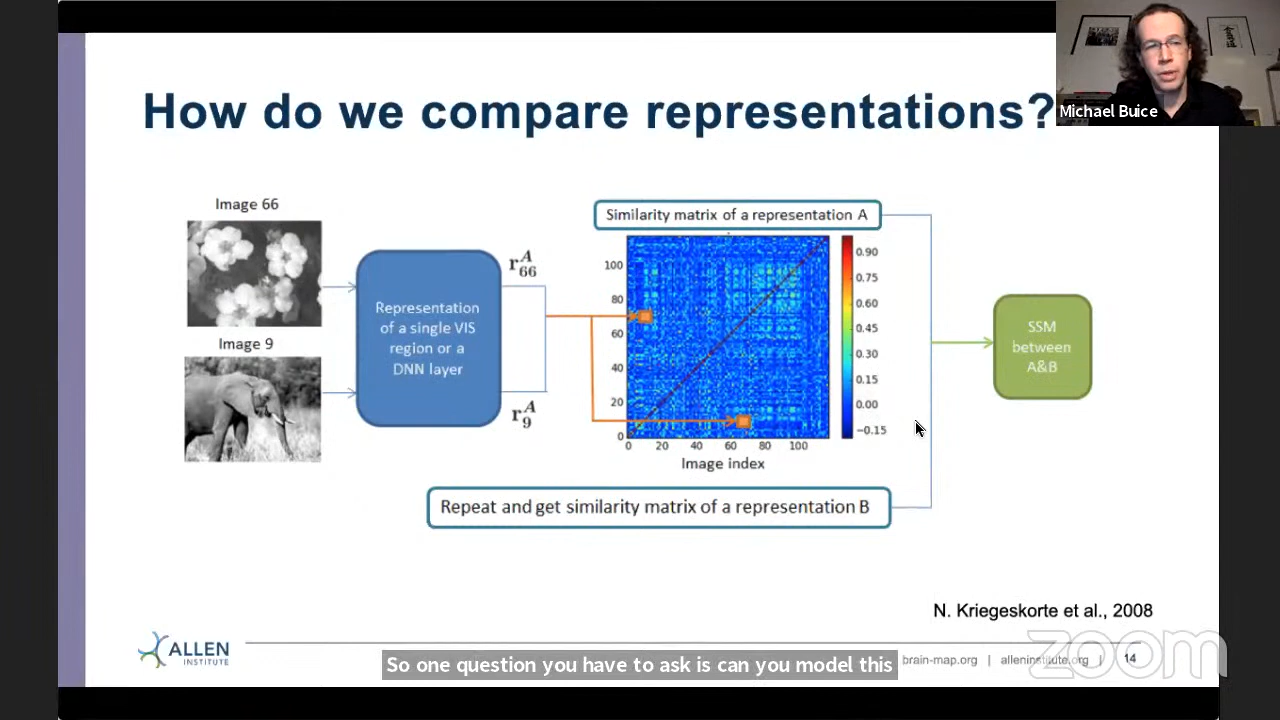 How do we compare representations?
Michael Buice
Image 66
Image 9
Representation
of a single VIS
region or a
DNN layer
r^A_66
r^A_9
Similarity matrix of a representation A
100
80
60
40
20
0
0 20 40 60 80 100
Image index
0.90
0.75
0.60
0.45
0.30
0.15
0.00
−0.15
SSM
between
A&B
Repeat and get similarity matrix of a representation B
N. Kriegeskorte et al., 2008
ALLEN
INSTITUTE
So one question you have to ask is can you model this
brain-map.org | alleninstitute.org | 14
zoom